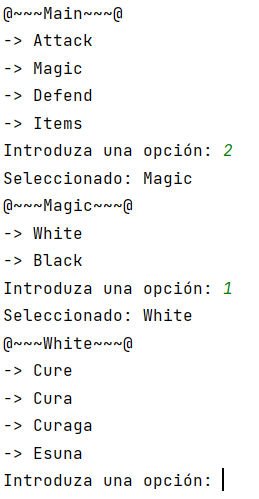 @~~~Main~~~@
-> Attack
-> Magic
-> Defend
-> Items
Introduza una opción: 2
Seleccionado: Magic
@~~~Magic~~~@
-> White
-> Black
Introduza una opción: 1
Seleccionado: White
@~~~White~~~@
-> Cure
-> Cura
-> Curaga
-> Esuna
Introduza una opción: